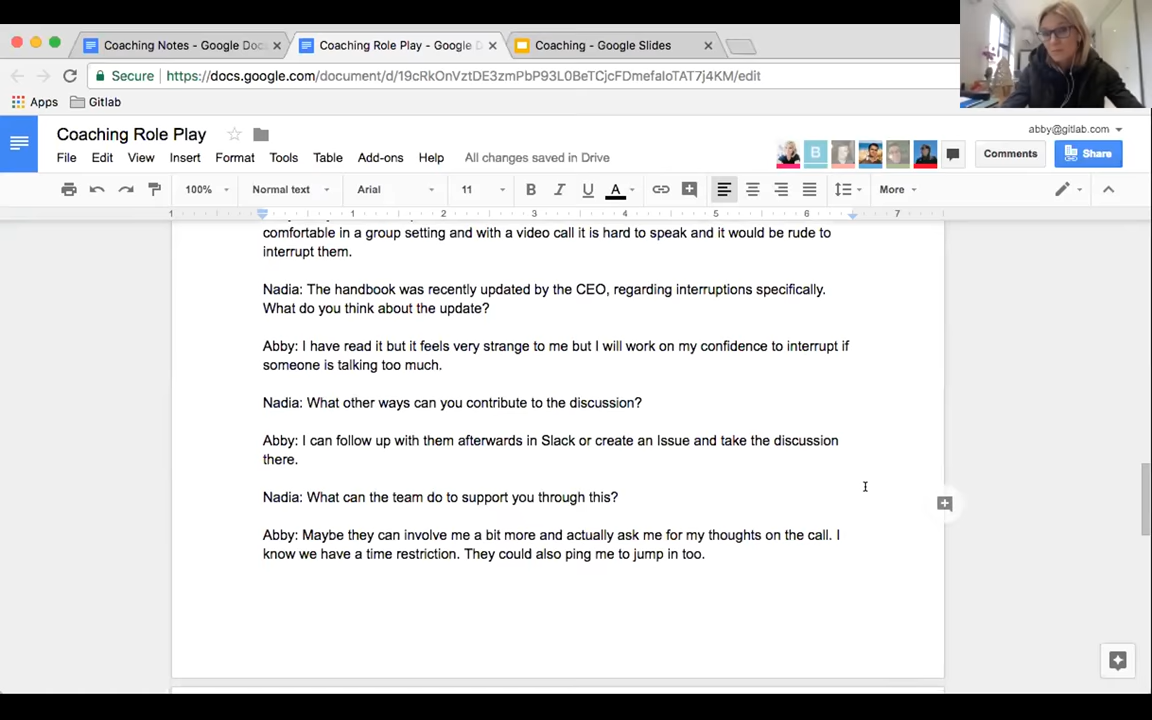 Coaching Notes - Google Doc
Coaching Role Play - Google D
Coaching - Google Slides
Secure https://docs.google.com/document/d/19cRkOnVztDE3zmPbP93L0BeTCjcFDmefaIoTAT7j4KM/edit
Apps Gitlab
abby@gitlab.com
Coaching Role Play
File Edit View Insert Format Tools Table Add-ons Help All changes saved in Drive
B
Comments Share
100% Normal text Arial 11 B I U A More
1 1 2 3 4 5 6 7
comfortable in a group setting and with a video call it is hard to speak and it would be rude to
interrupt them.
Nadia: The handbook was recently updated by the CEO, regarding interruptions specifically.
What do you think about the update?
Abby: I have read it but it feels very strange to me but I will work on my confidence to interrupt if
someone is talking too much.
Nadia: What other ways can you contribute to the discussion?
Abby: I can follow up with them afterwards in Slack or create an Issue and take the discussion
there.
Nadia: What can the team do to support you through this?
Abby: Maybe they can involve me a bit more and actually ask me for my thoughts on the call. I
know we have a time restriction. They could also ping me to jump in too.